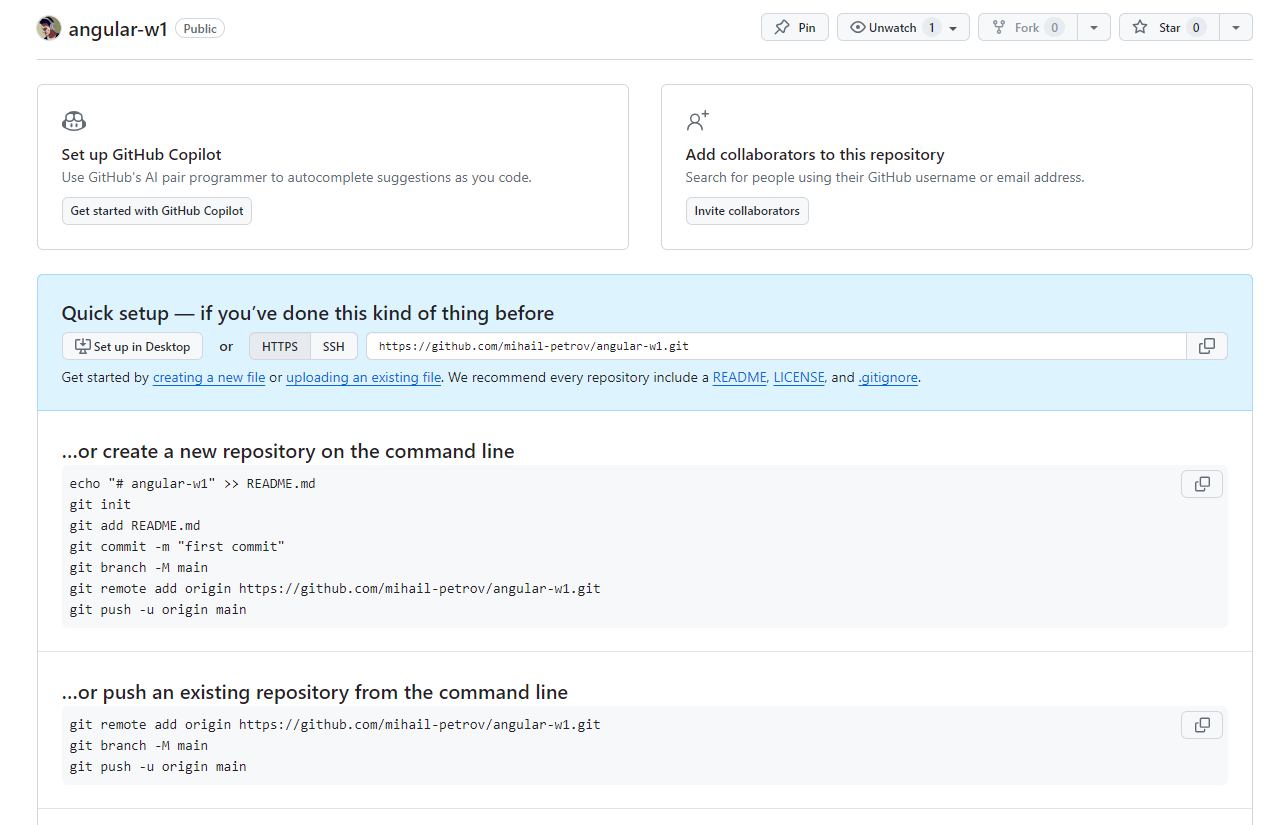 angular-w1 Public Pin Unwatch 1 Fork 0 Star 0
Set up GitHub Copilot
Use GitHub's AI pair programmer to autocomplete suggestions as you code.
Get started with GitHub Copilot
Add collaborators to this repository
Search for people using their GitHub username or email address.
Invite collaborators
Quick setup — if you’ve done this kind of thing before
Set up in Desktop or HTTPS SSH https://github.com/mihail-petrov/angular-w1.git
Get started by creating a new file or uploading an existing file. We recommend every repository include a README, LICENSE, and .gitignore.
…or create a new repository on the command line
echo "# angular-w1" >> README.md
git init
git add README.md
git commit -m "first commit"
git branch -M main
git remote add origin https://github.com/mihail-petrov/angular-w1.git
git push -u origin main
…or push an existing repository from the command line
git remote add origin https://github.com/mihail-petrov/angular-w1.git
git branch -M main
git push -u origin main